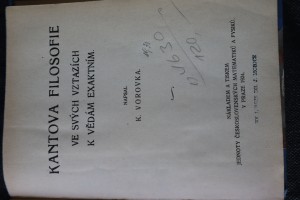 KANTOVA FILOSOFIE
VE SVÝCH VZTAZÍCH
K VĚDÁM EXAKTNÍM.
NAPSAL
K. VOROVKA.
NÁKLADEM A TISKEM
JEDNOTY ČESKOSLOVENSKÝCH MATEMATIKŮ A FYSIKŮ.
V PRAZE 1924.